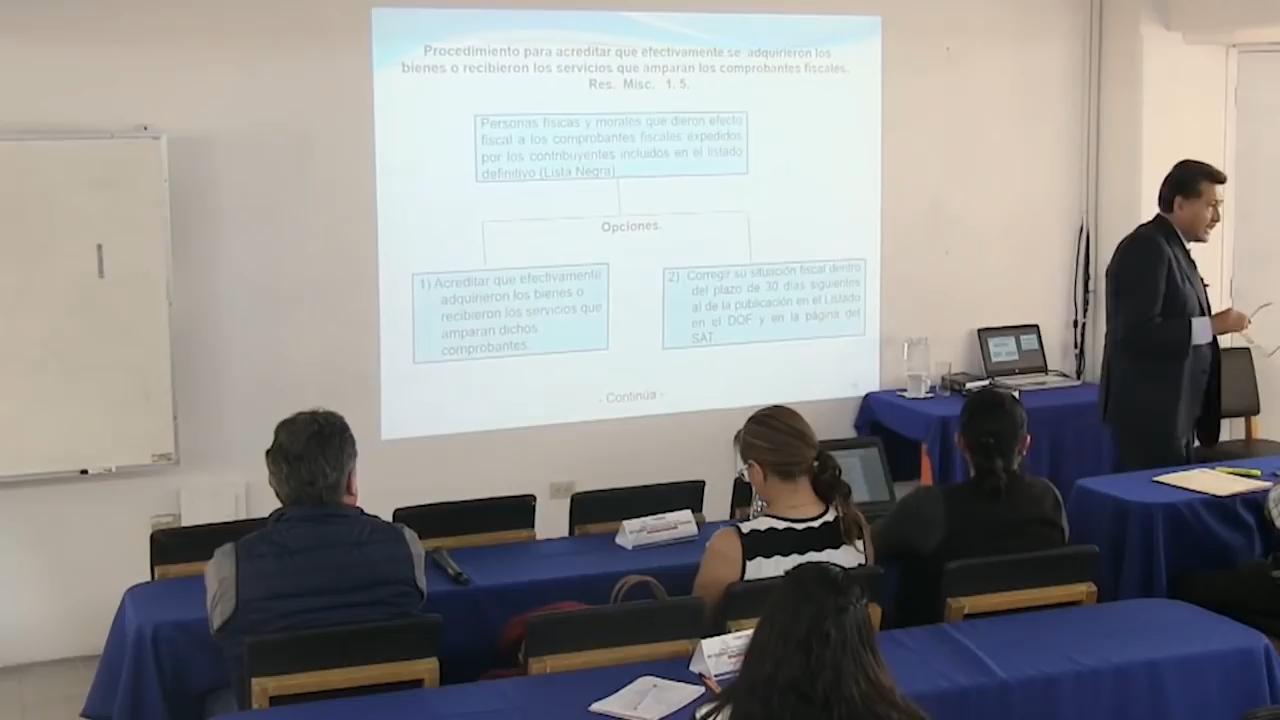 Procedimiento para acreditar que efectivamente se adquirieron los
bienes o recibieron los servicios que amparan los comprobantes fiscales.
Res. Misc. 1. 5.
Personas físicas y morales que dieron efecto
fiscal a los comprobantes fiscales expedidos
por los contribuyentes incluidos en el listado
definitivo (Lista Negra)
Opciones.
1) Acreditar que efectivamente
adquirieron los bienes o
recibieron los servicios que
amparan dichos
comprobantes.
2) Corregir su situación fiscal dentro
del plazo de 30 días siguientes
al de la publicación en el Listado
en el DOF y en la página del
SAT.
- Continúa -